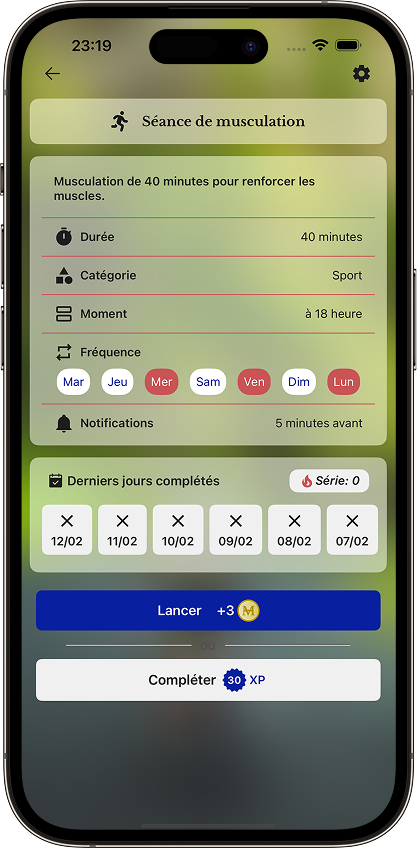 23:19
Séance de musculation
Musculation de 40 minutes pour renforcer les
muscles.
Durée 40 minutes
Catégorie Sport
Moment à 18 heure
Fréquence
Mar Jeu Mer Sam Ven Dim Lun
Notifications 5 minutes avant
Derniers jours complétés Série: 0
12/02 11/02 10/02 09/02 08/02 07/02
Lancer +3 M
ou
Compléter 30 XP